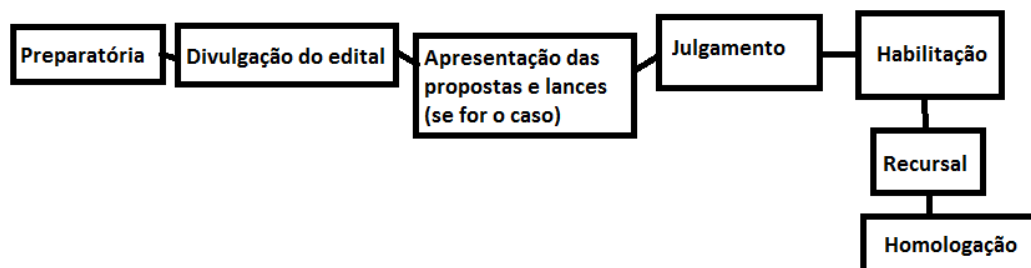 Preparatória
Divulgação do edital
Apresentação das
propostas e lances
(se for o caso)
Julgamento
Habilitação
Recursal
Homologação